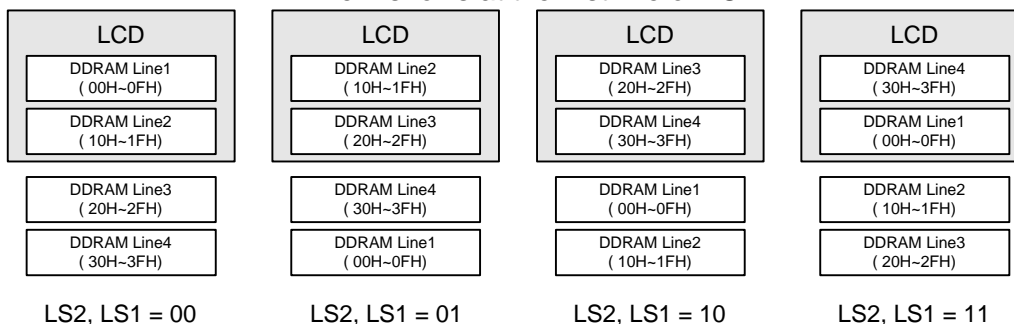 LCD
DDRAM Line1
( 00H~0FH)
DDRAM Line2
( 10H~1FH)
DDRAM Line3
( 20H~2FH)
DDRAM Line4
( 30H~3FH)
LS2, LS1 = 00
LCD
DDRAM Line2
( 10H~1FH)
DDRAM Line3
( 20H~2FH)
DDRAM Line4
( 30H~3FH)
DDRAM Line1
( 00H~0FH)
LS2, LS1 = 01
LCD
DDRAM Line3
( 20H~2FH)
DDRAM Line4
( 30H~3FH)
DDRAM Line1
( 00H~0FH)
DDRAM Line2
( 10H~1FH)
LS2, LS1 = 10
LCD
DDRAM Line4
( 30H~3FH)
DDRAM Line1
( 00H~0FH)
DDRAM Line2
( 10H~1FH)
DDRAM Line3
( 20H~2FH)
LS2, LS1 = 11